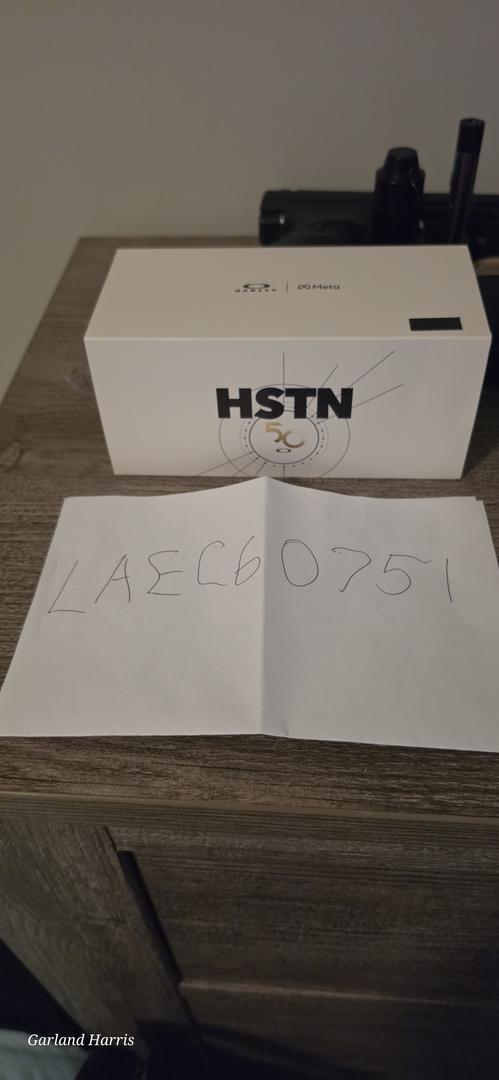 OAKLEY | Meta
HSTN
50
LAEC60751
Garland Harris